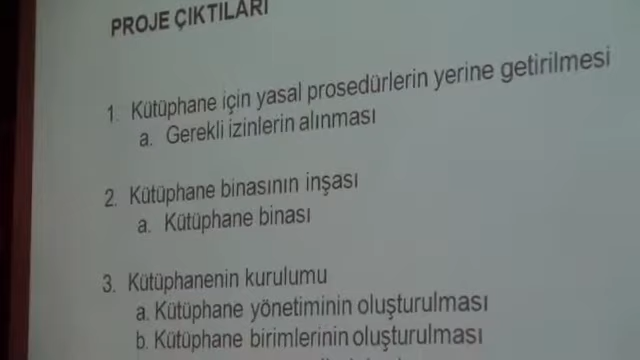 PROJE ÇIKTILARI
1. Kütüphane için yasal prosedürlerin yerine getirilmesi
a. Gerekli izinlerin alınması
2. Kütüphane binasının inşası
a. Kütüphane binası
3. Kütüphanenin kurulumu
a. Kütüphane yönetiminin oluşturulması
b. Kütüphane birimlerinin oluşturulması